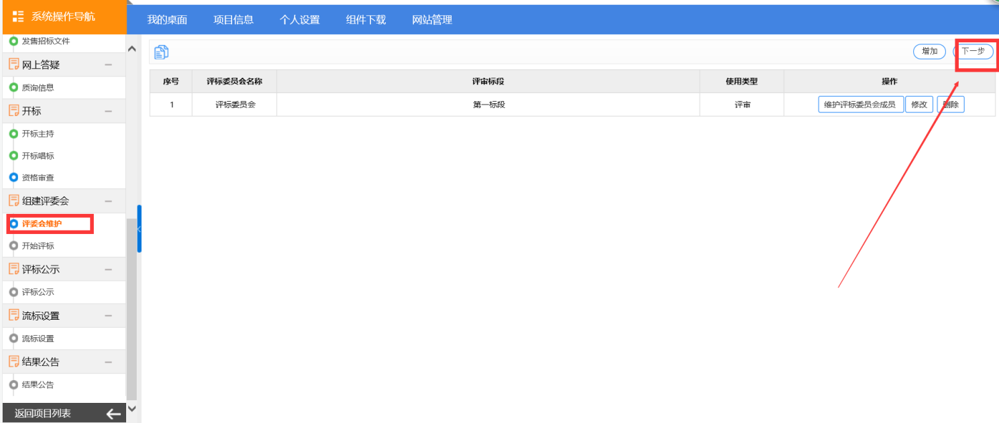 系统操作导航
我的桌面 项目信息 个人设置 组件下载 网站管理
发售招标文件
网上答疑
质询信息
开标
开标主持
开标唱标
资格审查
组建评委会
评委会维护
开始评标
评标公示
评标公示
流标设置
流标设置
结果公告
结果公告
返回项目列表
增加 下一步
序号 评标委员会名称 评审标段 使用类型 操作
1 评标委员会 第一标段 评审 维护评标委员会成员 修改 删除